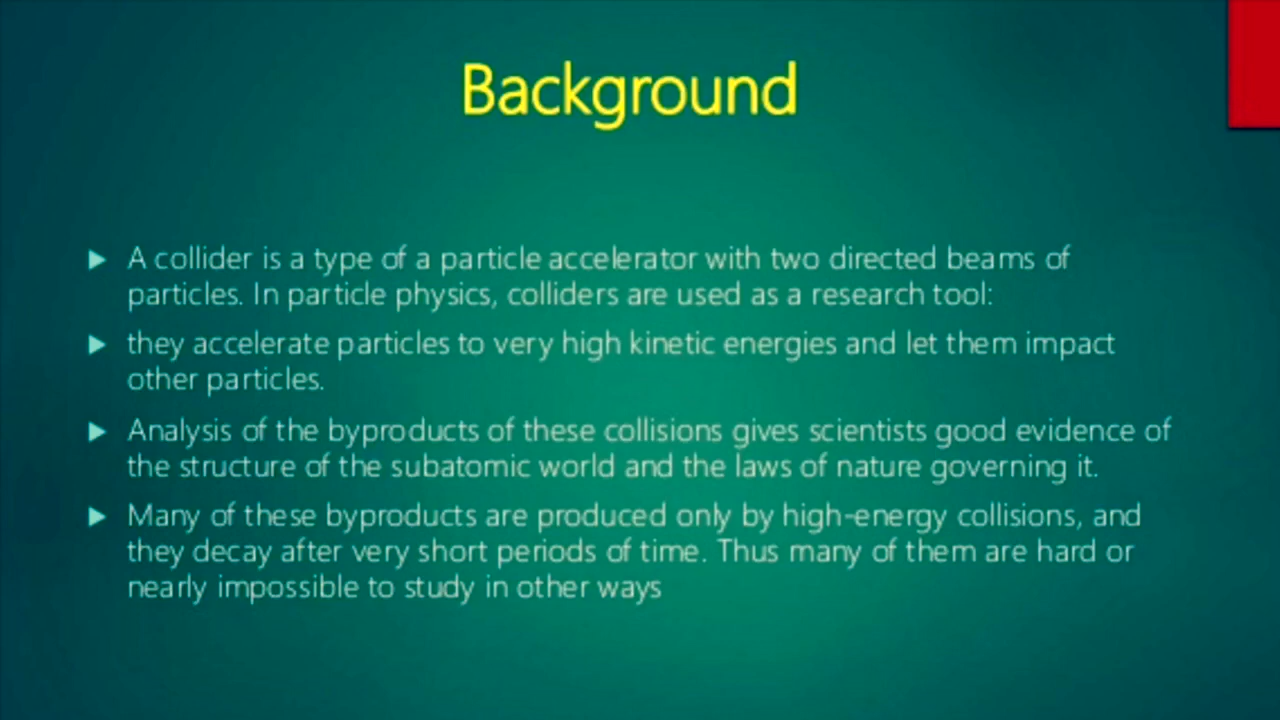 Background
A collider is a type of a particle accelerator with two directed beams of
particles. In particle physics, colliders are used as a research tool:
they accelerate particles to very high kinetic energies and let them impact
other particles.
Analysis of the byproducts of these collisions gives scientists good evidence of
the structure of the subatomic world and the laws of nature governing it.
Many of these byproducts are produced only by high-energy collisions, and
they decay after very short periods of time. Thus many of them are hard or
nearly impossible to study in other ways